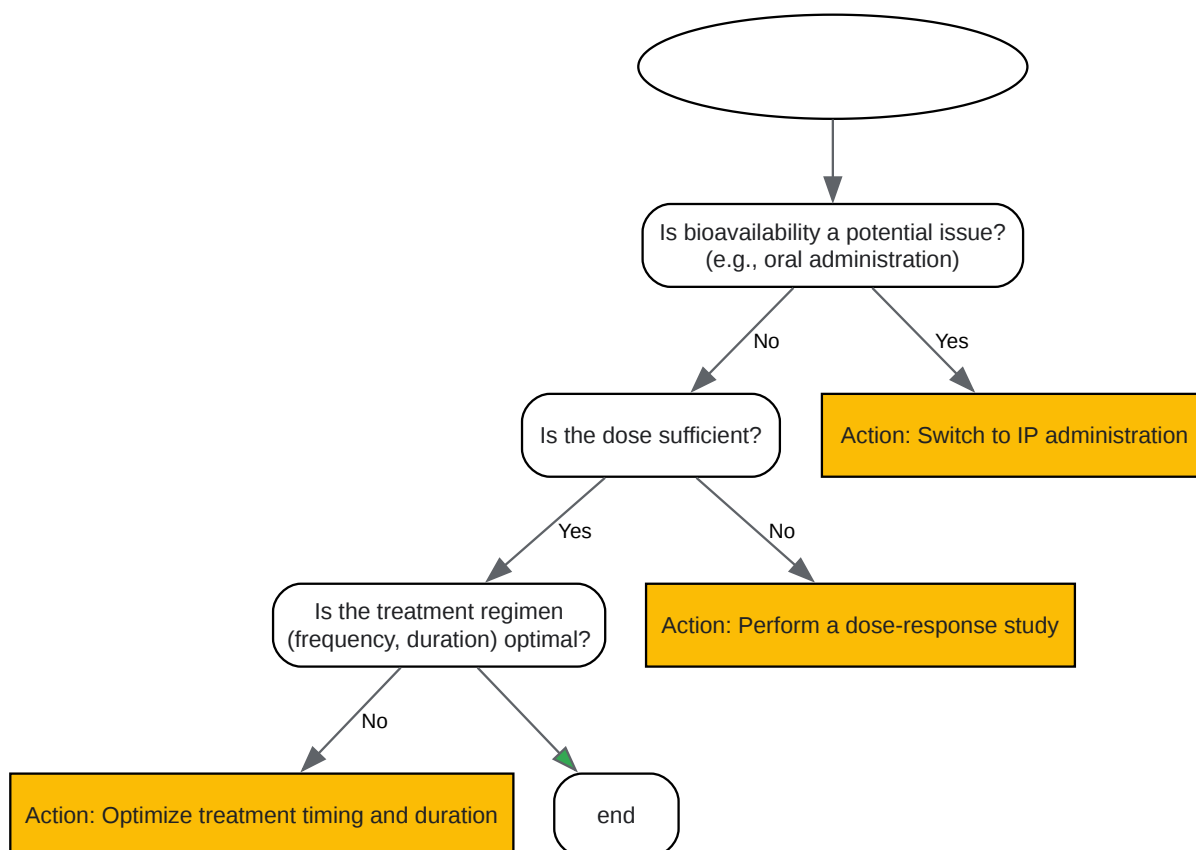 Is bioavailability a potential issue?
(e.g., oral administration)
No
Yes
Is the dose sufficient?
Action: Switch to IP administration
Yes
No
Is the treatment regimen
(frequency, duration) optimal?
Action: Perform a dose-response study
No
Action: Optimize treatment timing and duration
end